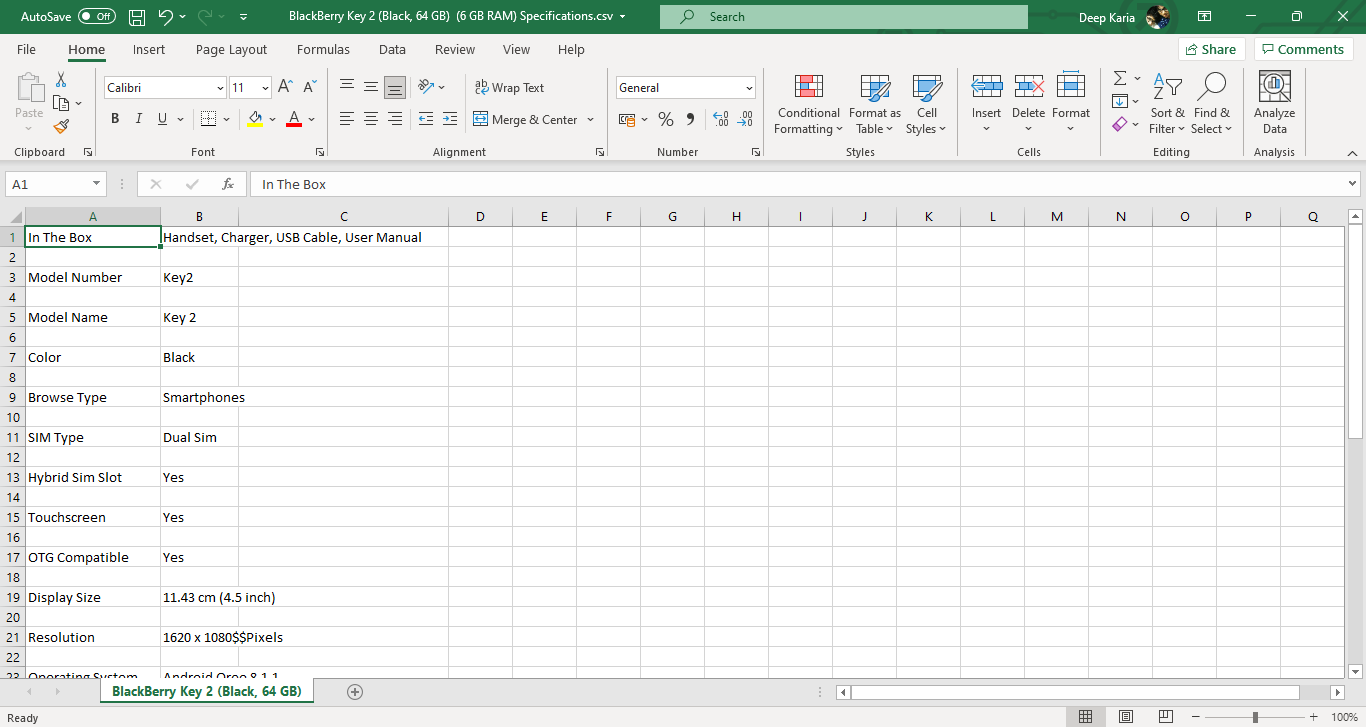 AutoSave Off BlackBerry Key 2 (Black, 64 GB) (6 GB RAM) Specifications.csv Search Deep Karia
File Home Insert Page Layout Formulas Data Review View Help Share Comments
Paste Calibri 11 Wrap Text General Conditional Formatting Format as Table Cell Styles Insert Delete Format Sort & Filter Find & Select Analyze Data
B I U Merge & Center % 9 .00 .00
Clipboard Font Alignment Number Styles Cells Editing Analysis
A1 fx In The Box
A B C D E F G H I J K L M N O P Q
1 In The Box Handset, Charger, USB Cable, User Manual
2
3 Model Number Key2
4
5 Model Name Key 2
6
7 Color Black
8
9 Browse Type Smartphones
10
11 SIM Type Dual Sim
12
13 Hybrid Sim Slot Yes
14
15 Touchscreen Yes
16
17 OTG Compatible Yes
18
19 Display Size 11.43 cm (4.5 inch)
20
21 Resolution 1620 x 1080$$Pixels
22
23 Operating System Android Oreo 8.1.1
BlackBerry Key 2 (Black, 64 GB)
Ready 100%